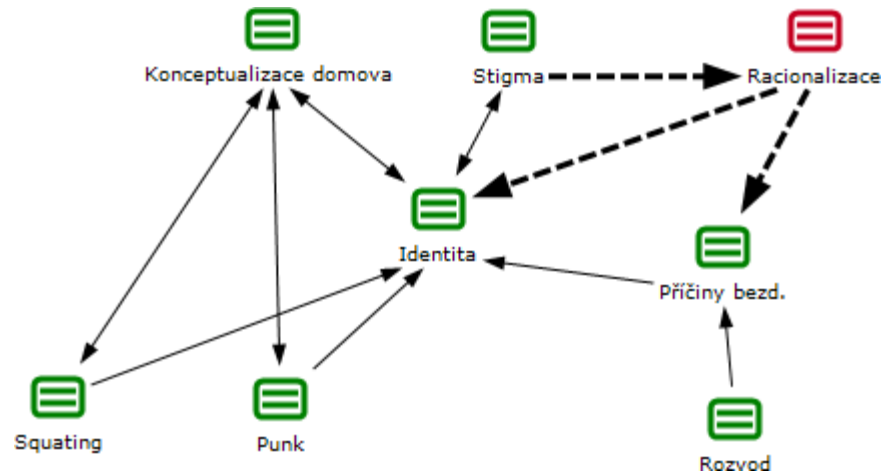 Konceptualizace domova
Stigma
Racionalizace
Identita
Příčiny bezd.
Squating
Punk
Rozvod